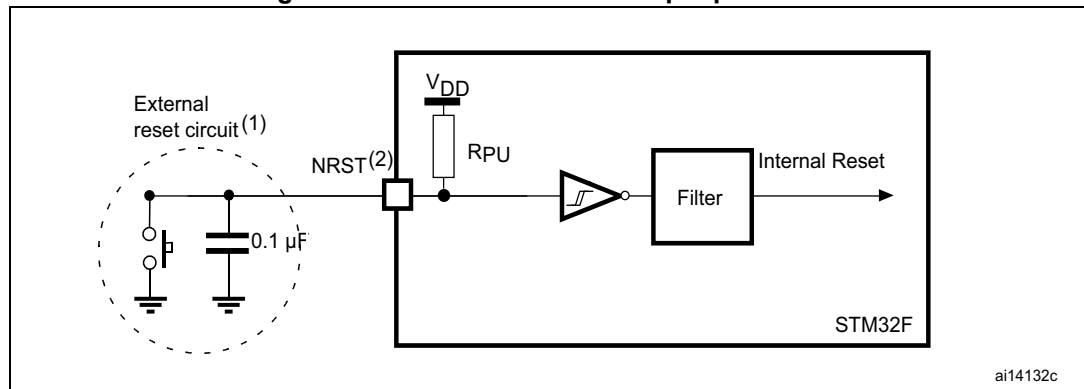 External
reset circuit(1)
NRST(2)
VDD
RPU
0.1 µF
Filter
Internal Reset
STM32F
ai14132c